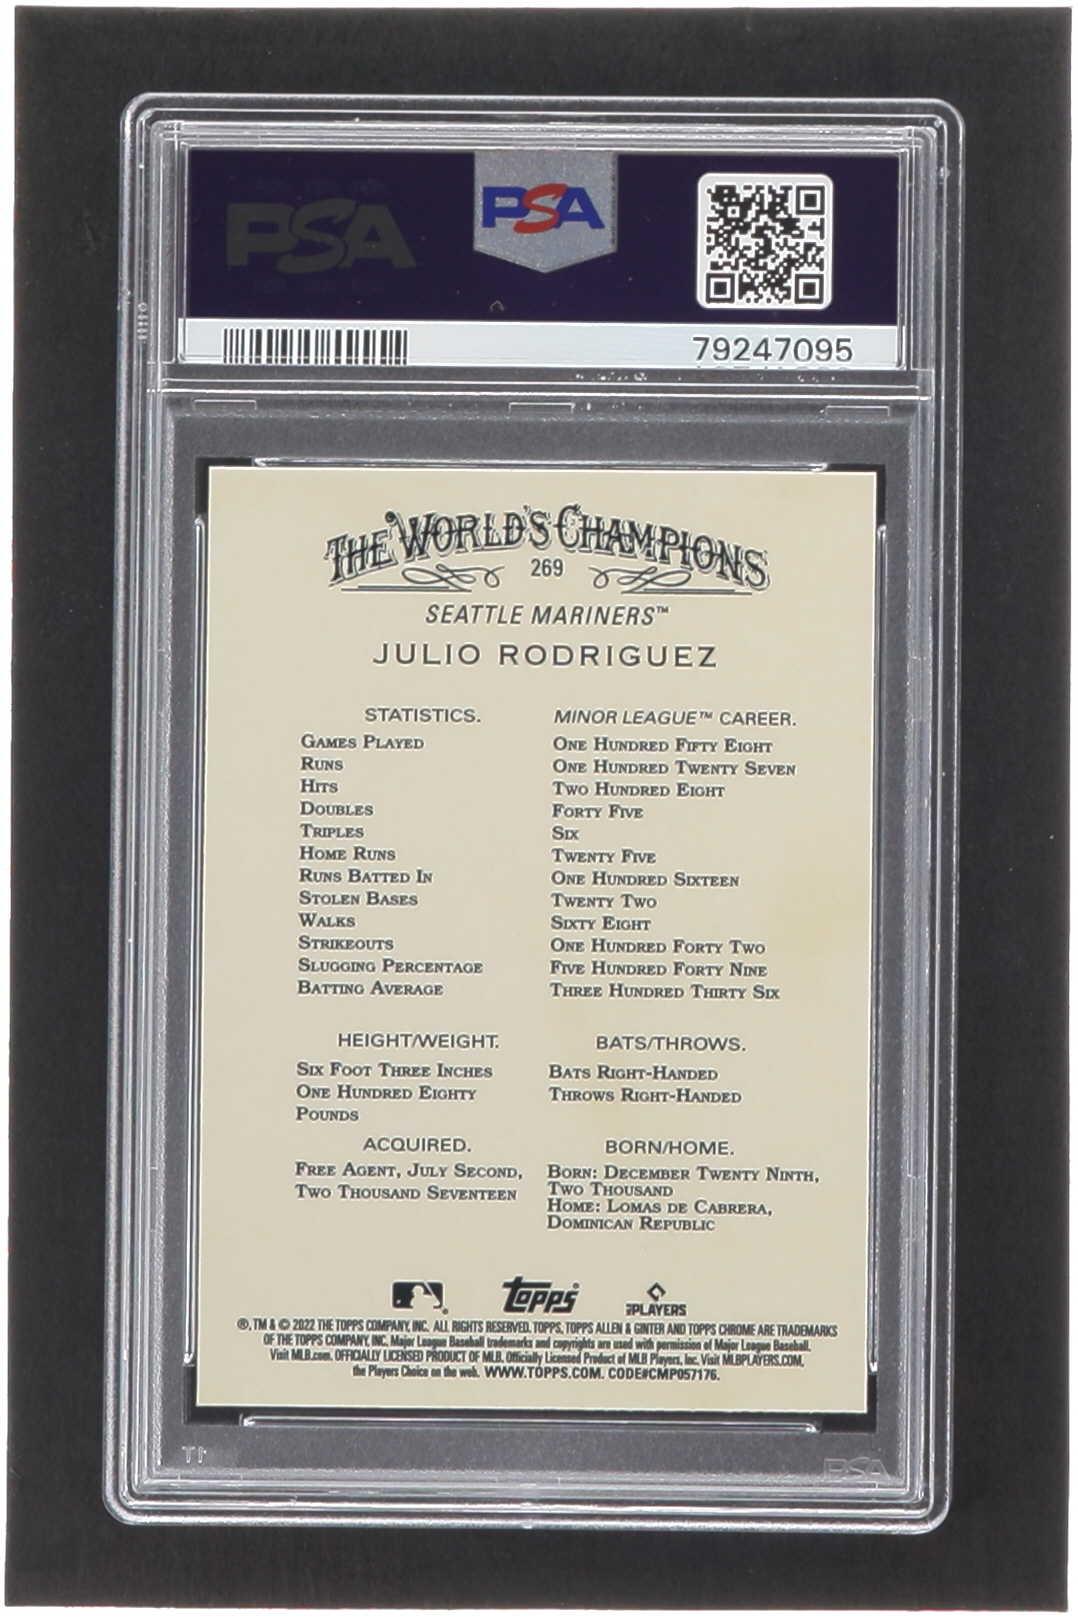 PSA
PSA
79247095
THE WORLD'S CHAMPIONS
269
SEATTLE MARINERS™
JULIO RODRIGUEZ
STATISTICS. MINOR LEAGUE™ CAREER.
GAMES PLAYED ONE HUNDRED FIFTY EIGHT
RUNS ONE HUNDRED TWENTY SEVEN
HITS TWO HUNDRED EIGHT
DOUBLES FORTY FIVE
TRIPLES SIX
HOME RUNS TWENTY FIVE
RUNS BATTED IN ONE HUNDRED SIXTEEN
STOLEN BASES TWENTY TWO
WALKS SIXTY EIGHT
STRIKEOUTS ONE HUNDRED FORTY TWO
SLUGGING PERCENTAGE FIVE HUNDRED FORTY NINE
BATTING AVERAGE THREE HUNDRED THIRTY SIX
HEIGHT/WEIGHT.
SIX FOOT THREE INCHES
ONE HUNDRED EIGHTY
POUNDS
BATS/THROWS.
BATS RIGHT-HANDED
THROWS RIGHT-HANDED
ACQUIRED.
FREE AGENT, JULY SECOND,
TWO THOUSAND SEVENTEEN
BORN/HOME.
BORN: DECEMBER TWENTY NINTH,
TWO THOUSAND
HOME: LOMAS DE CABRERA,
DOMINICAN REPUBLIC
topps
PLAYERS
®, TM & © 2022 THE TOPPS COMPANY, INC. ALL RIGHTS RESERVED. TOPPS, TOPPS ALLEN & GINTER AND TOPPS CHROME ARE TRADEMARKS
OF THE TOPPS COMPANY, INC. Major League Baseball trademarks and copyrights are used with permission of Major League Baseball.
Visit MLB.com. OFFICIALLY LICENSED PRODUCT OF MLB. Officially Licensed Product of MLB Players, Inc. Visit MLBPLAYERS.COM,
the Players Choice on the web. WWW.TOPPS.COM. CODE#CMP057176.
PSA